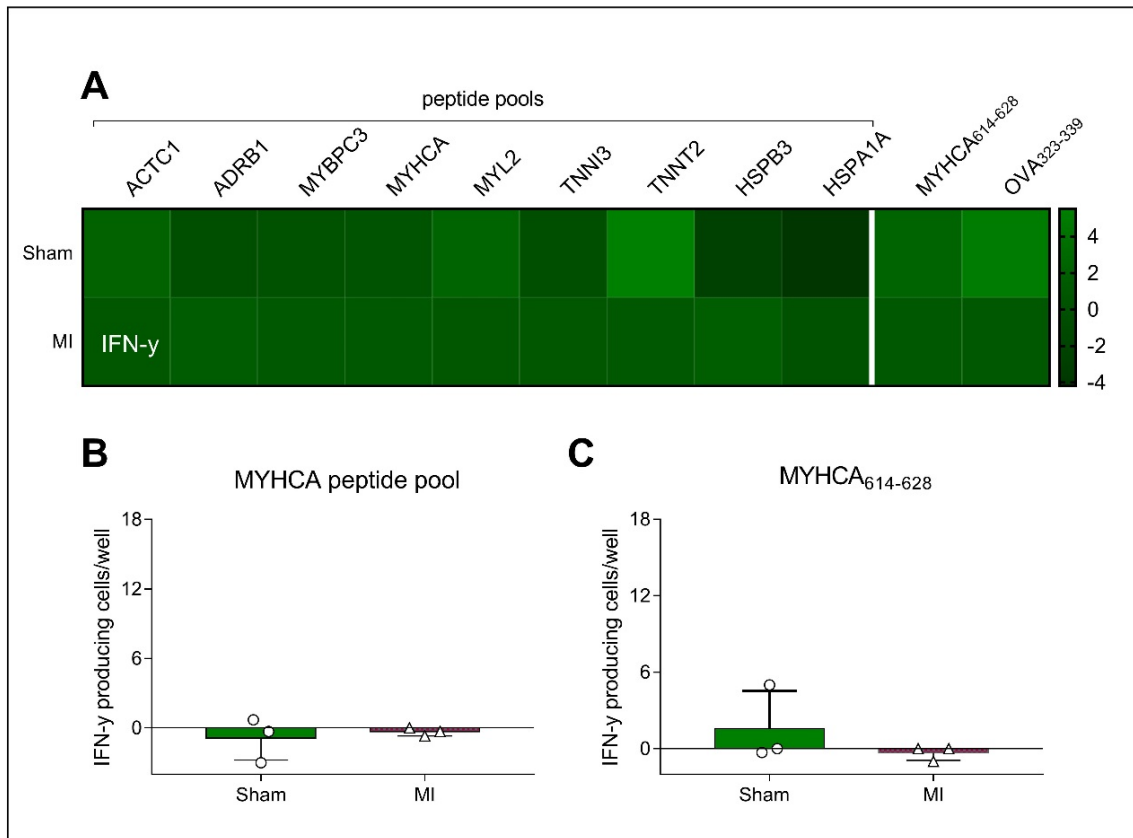 A
peptide pools
ACTC1 ADRB1 MYBPC3 MYHCA MYL2 TNNI3 TNNT2 HSPB3 HSPA1A MYHCA614-628 OVA323-339
Sham
MI
IFN-y
4
2
0
-2
-4
B
MYHCA peptide pool
IFN-y producing cells/well
18
12
6
0
Sham MI
C
MYHCA614-628
IFN-y producing cells/well
18
12
6
0
Sham MI